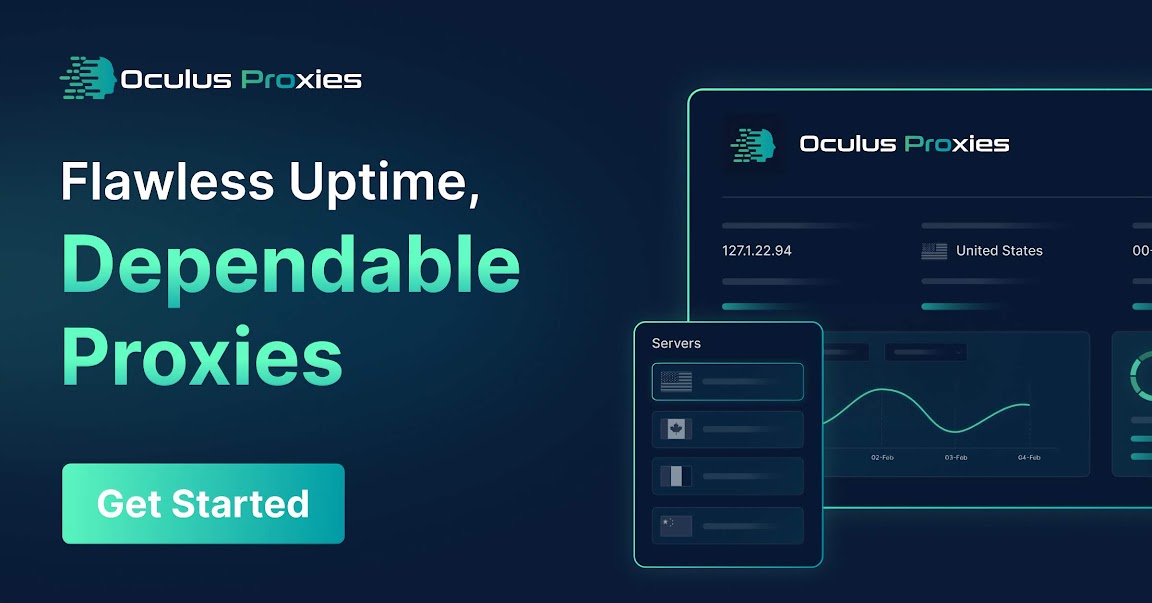 Oculus Proxies
Flawless Uptime,
Dependable
Proxies
Get Started
Oculus Proxies
127.1.22.94
United States
00-
Servers
02-Feb
03-Feb
04-Feb